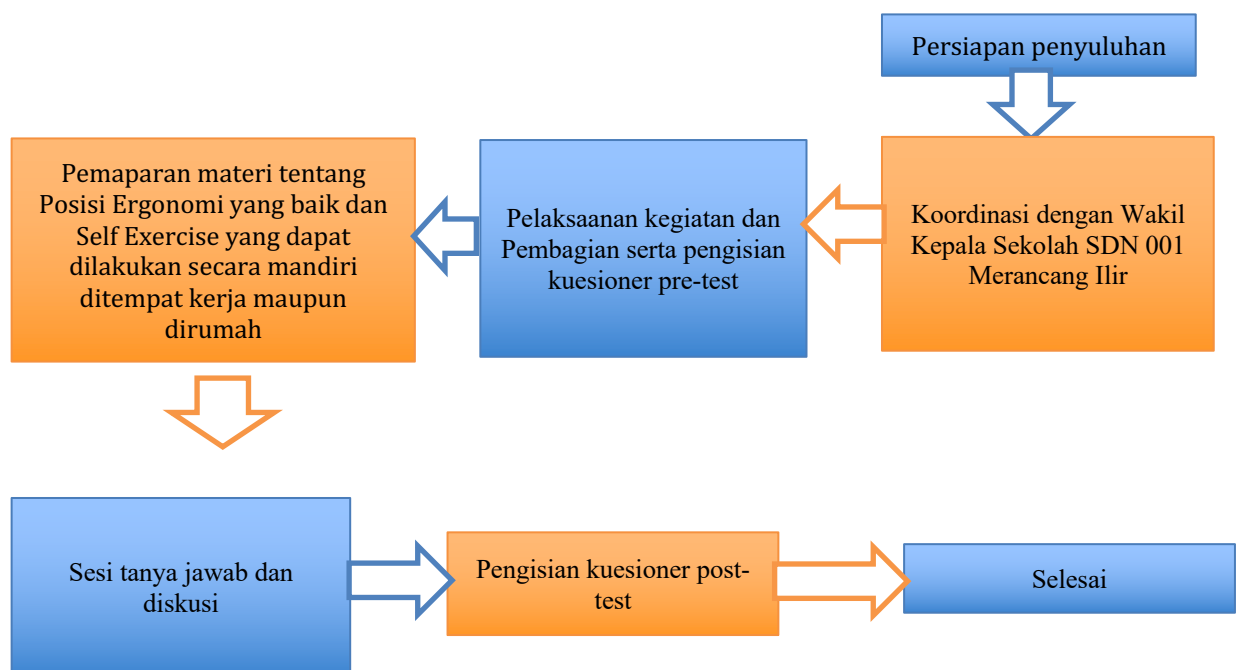 Persiapan penyuluhan
Koordinasi dengan Wakil
Kepala Sekolah SDN 001
Merancang Ilir
Pelaksanaan kegiatan dan
Pembagian serta pengisian
kuesioner pre-test
Pemaparan materi tentang
Posisi Ergonomi yang baik dan
Self Exercise yang dapat
dilakukan secara mandiri
ditempat kerja maupun
dirumah
Sesi tanya jawab dan
diskusi
Pengisian kuesioner post-
test
Selesai